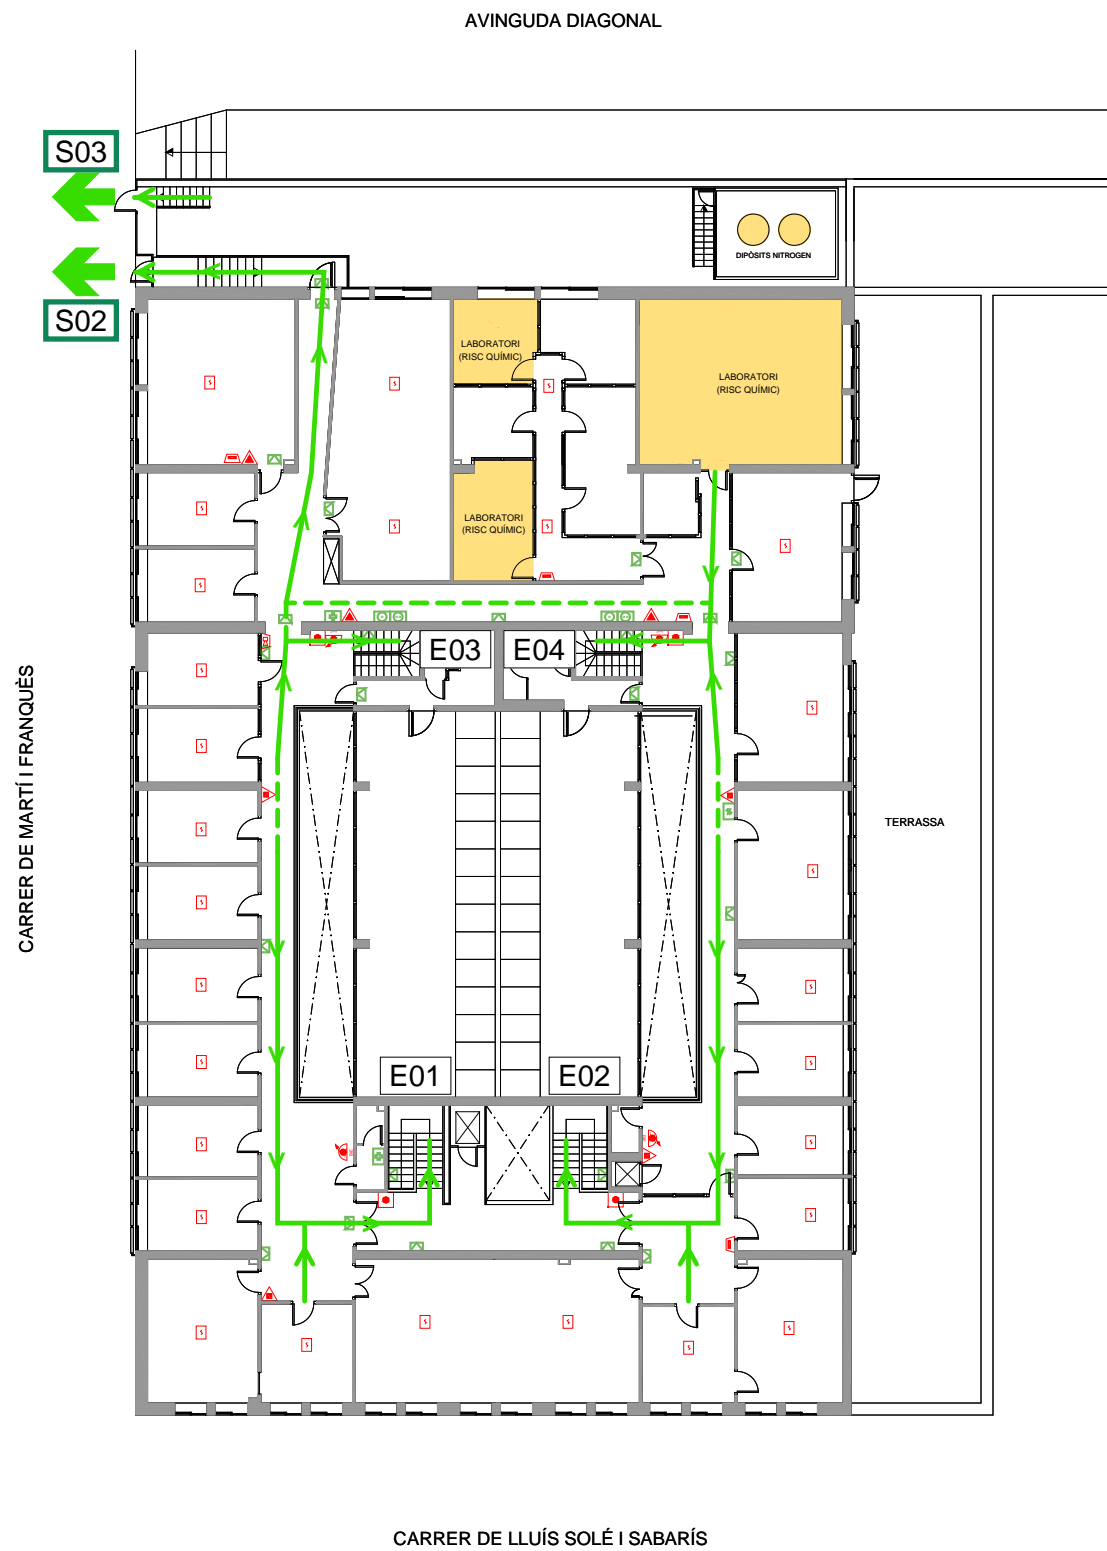 AVINGUDA DIAGONAL
S03
S02
DIPÒSITS NITROGEN
LABORATORI
(RISC QUÍMIC)
LABORATORI
(RISC QUÍMIC)
LABORATORI
(RISC QUÍMIC)
E03
E04
CARRER DE MARTÍ I FRANQUÈS
TERRASSA
E01
E02
CARRER DE LLUÍS SOLÉ I SABARÍS